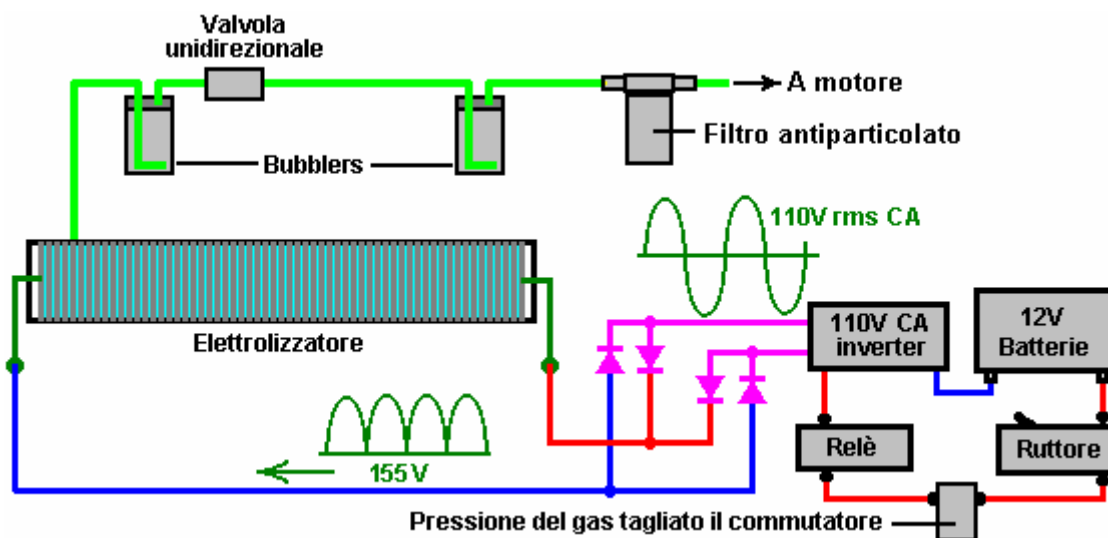 Valvola
unidirezionale
A motore
Filtro antiparticolato
Bubblers
110V rms CA
Elettrolizzatore
110V CA
inverter
12V
Batterie
155 V
Relè
Ruttore
Pressione del gas tagliato il commutatore